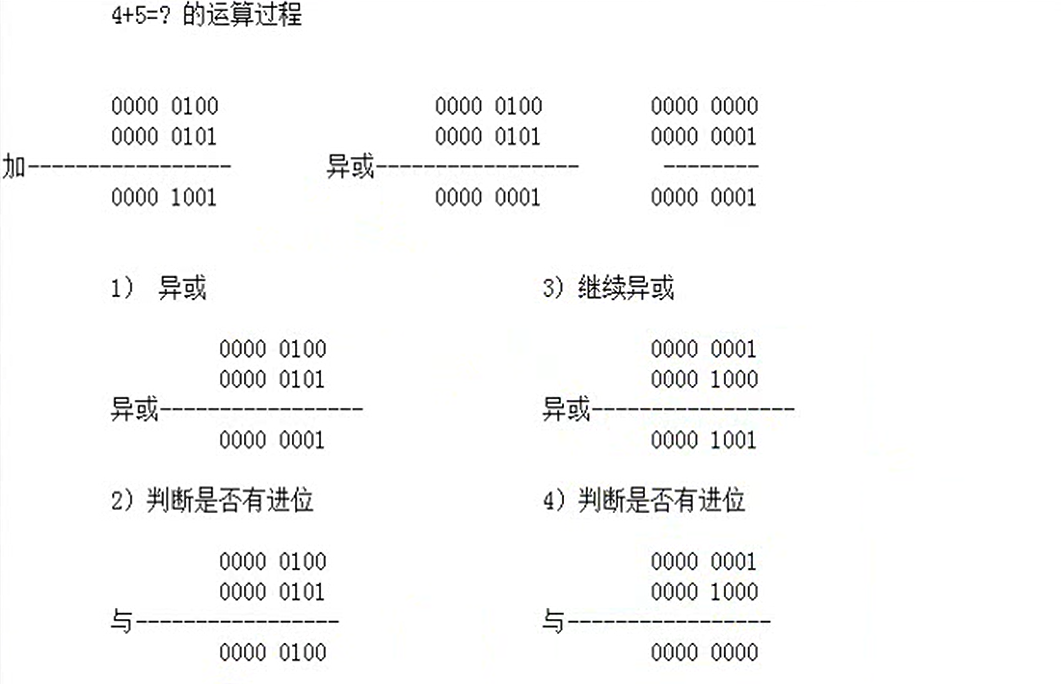 4+5=? 的运算过程
0000 0100 0000 0100 0000 0000
0000 0101 0000 0101 0000 0001
加----------------- 异或----------------- --------
0000 1001 0000 0001 0000 0001
1) 异或 3) 继续异或
0000 0100 0000 0001
0000 0101 0000 1000
异或----------------- 异或-----------------
0000 0001 0000 1001
2) 判断是否有进位 4) 判断是否有进位
0000 0100 0000 0001
0000 0101 0000 1000
与----------------- 与-----------------
0000 0100 0000 0000